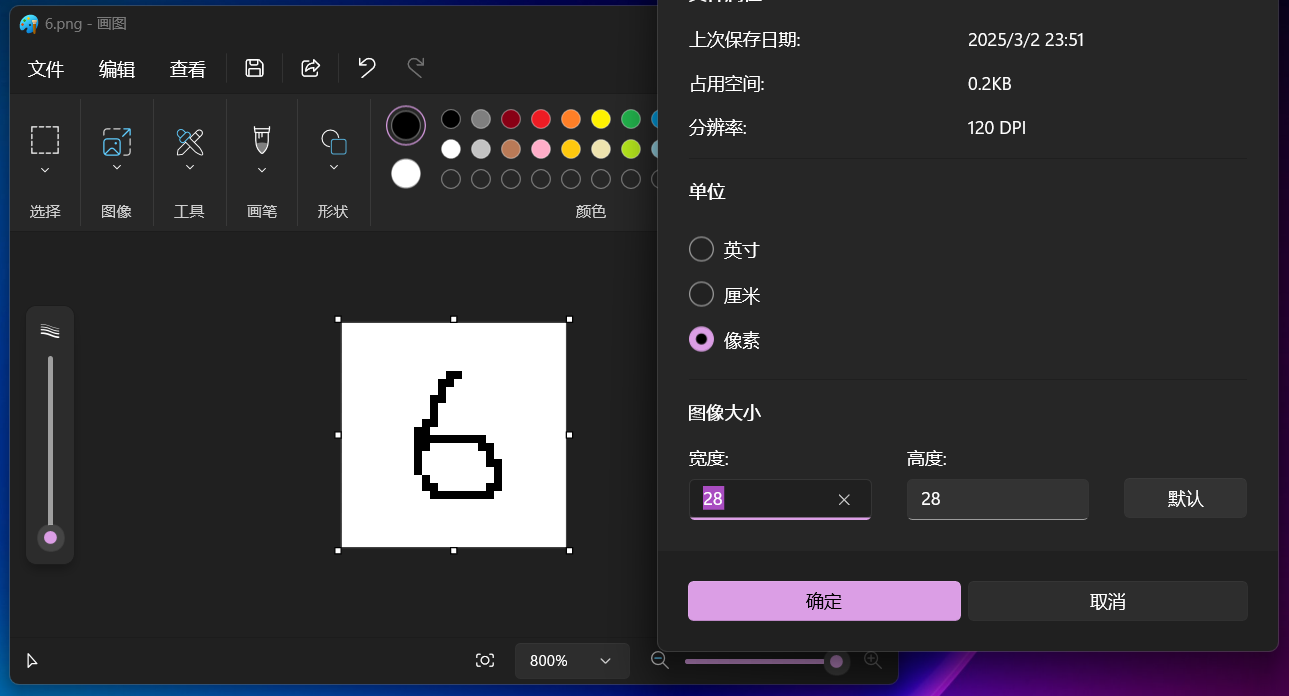 6.png - 画图
文件 编辑 查看
选择 图像 工具 画笔 形状 颜色
6
800%
上次保存日期: 2025/3/2 23:51
占用空间: 0.2KB
分辨率: 120 DPI
单位
英寸
厘米
像素
图像大小
宽度: 高度:
28 28 默认
确定 取消